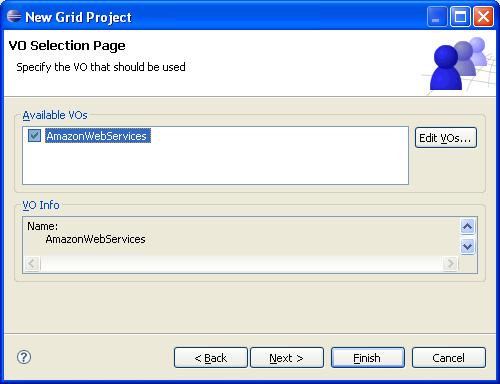 New Grid Project
VO Selection Page
Specify the VO that should be used
Available VOs
AmazonWebServices
Edit VOs...
VO Info
Name:
AmazonWebServices
?
< Back
Next >
Finish
Cancel